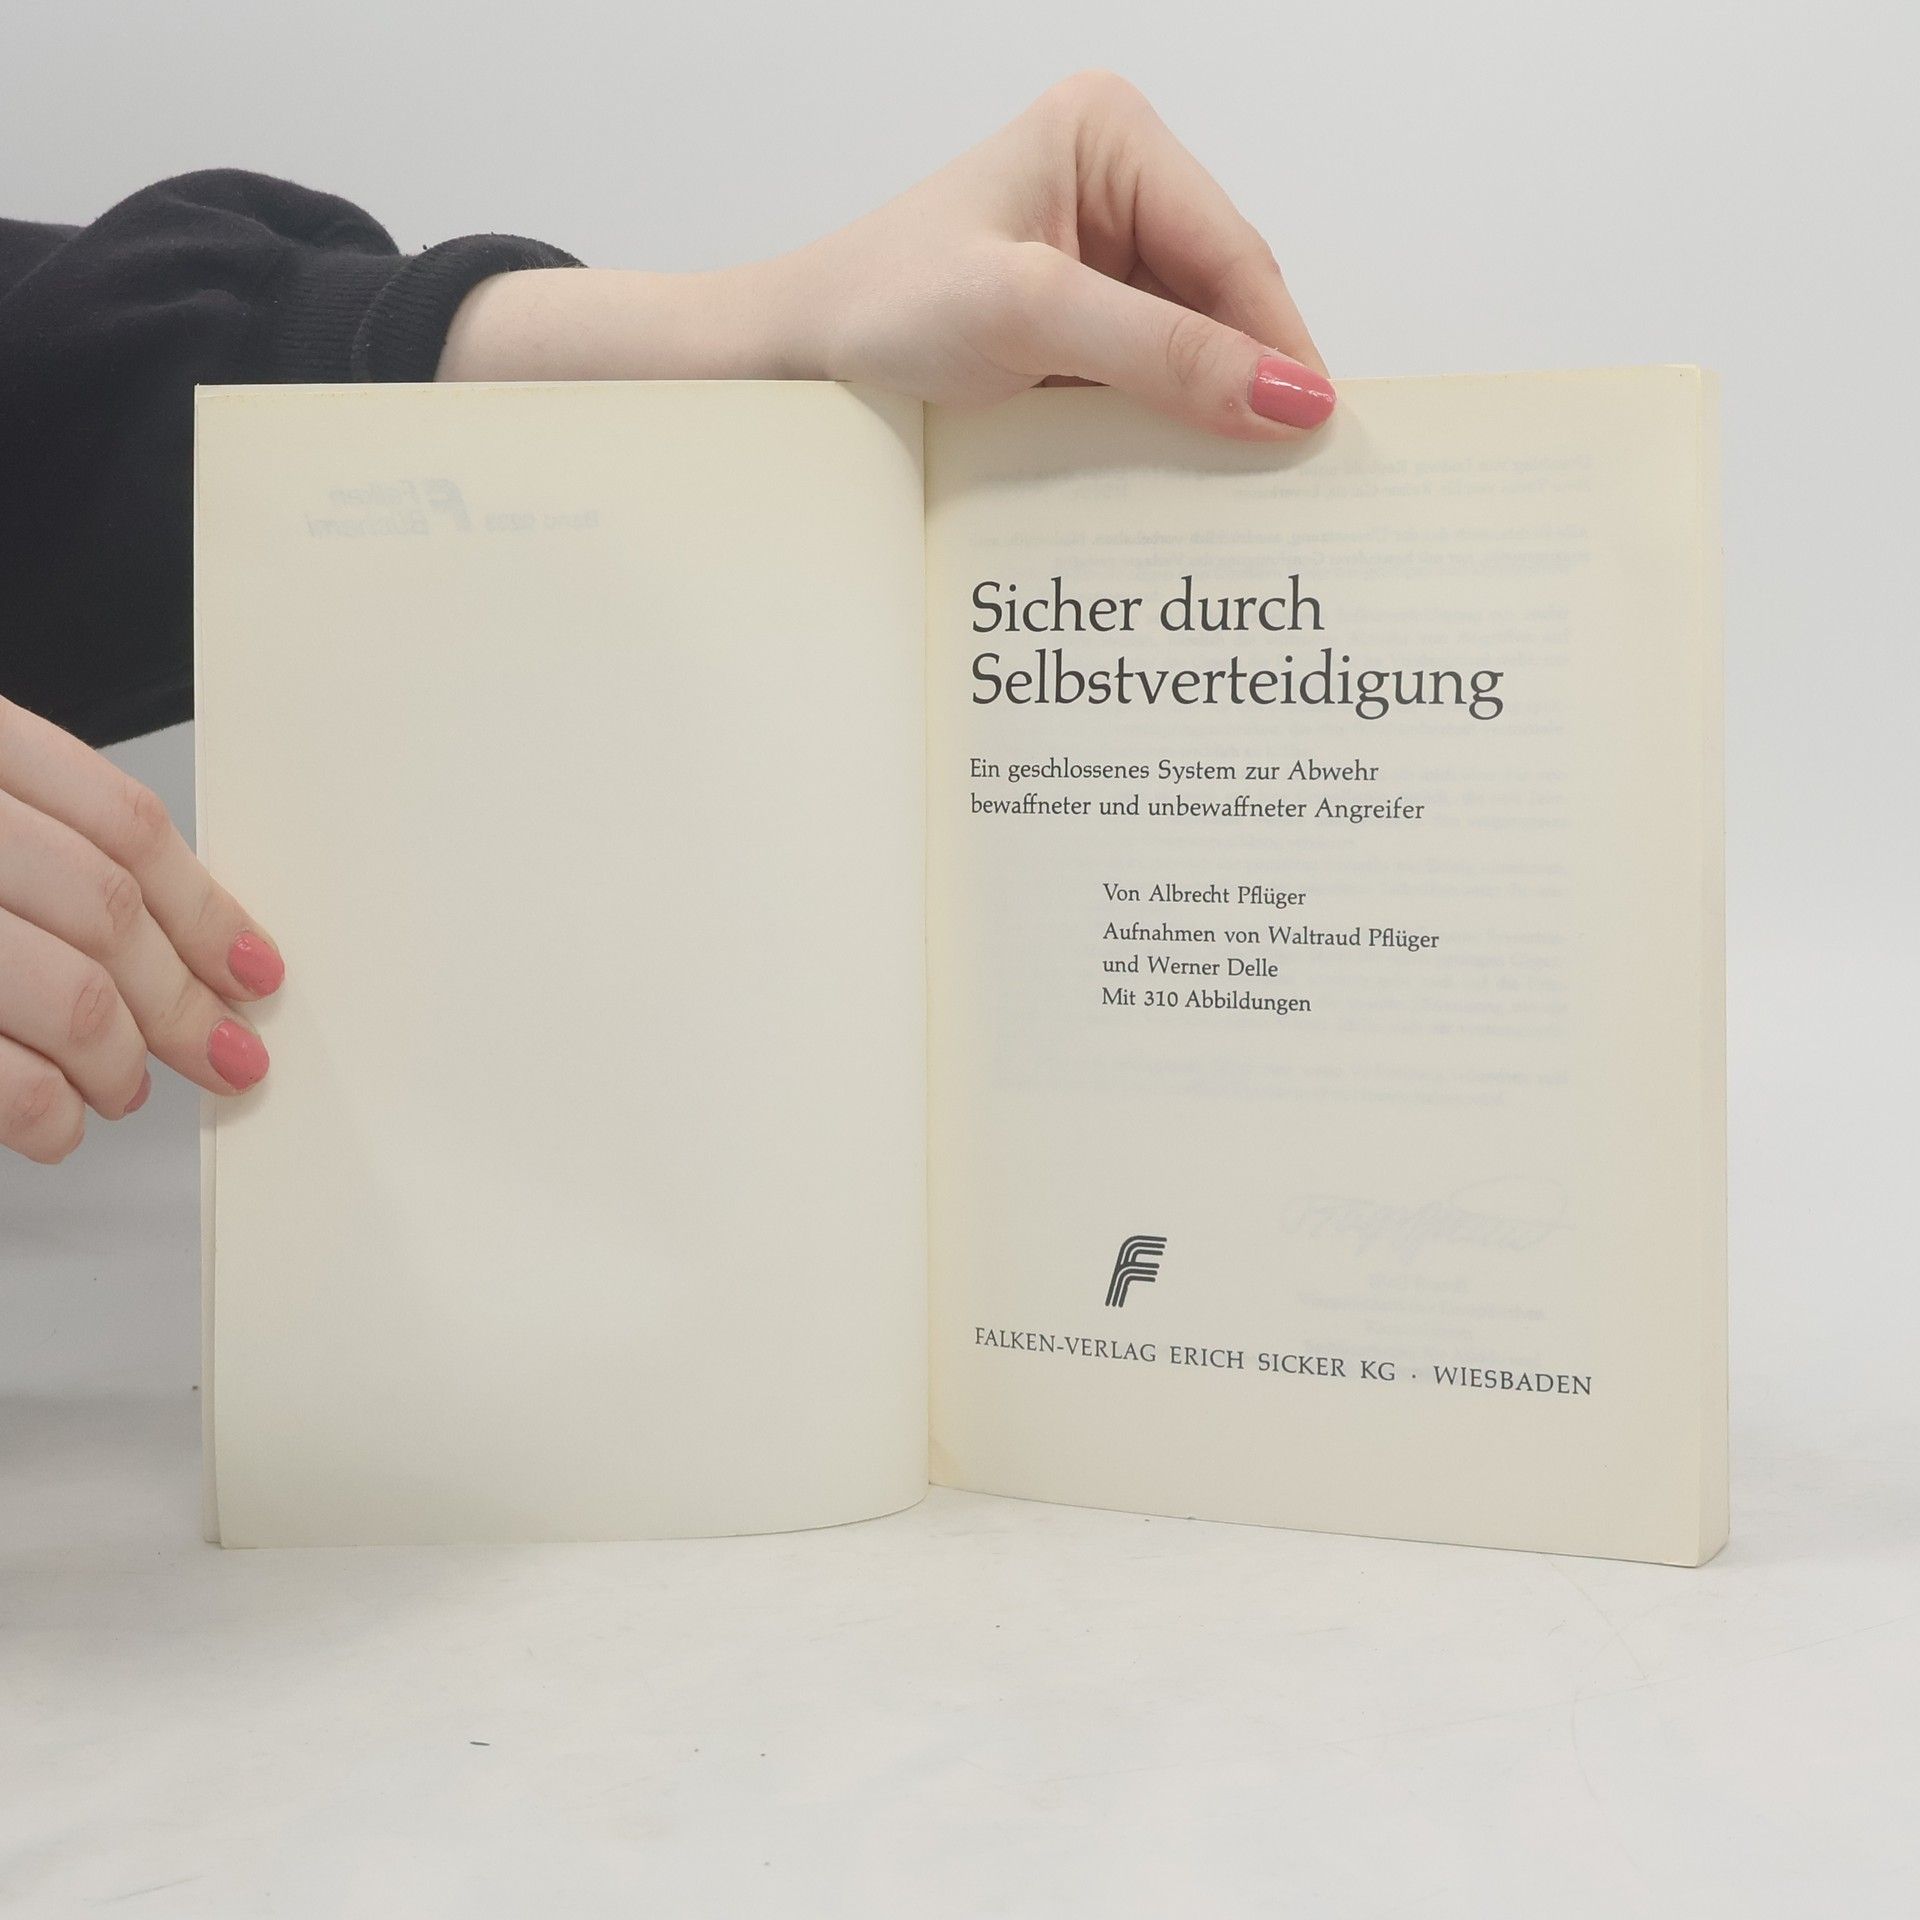 Sicher durch
Selbstverteidigung
Ein geschlossenes System zur Abwehr
bewaffneter und unbewaffneter Angreifer
Von Albrecht Pflüger
Aufnahmen von Waltraud Pflüger
und Werner Delle
Mit 310 Abbildungen
F
FALKEN-VERLAG ERICH SICKER KG · WIESBADEN